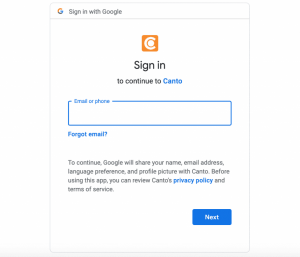 Sign in with Google
Sign in
to continue to Canto
Email or phone
Forgot email?
To continue, Google will share your name, email address,
language preference, and profile picture with Canto. Before
using this app, you can review Canto's privacy policy and
terms of service.
Next